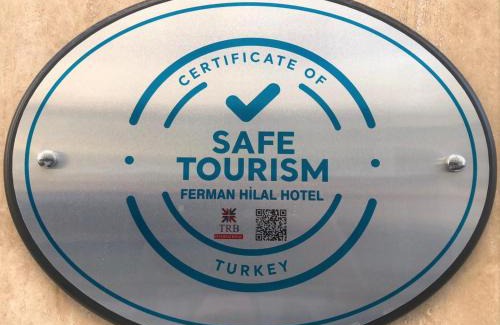 CERTIFICATE OF
SAFE
TOURISM
FERMAN HİLAL HOTEL
TRB
TURKEY